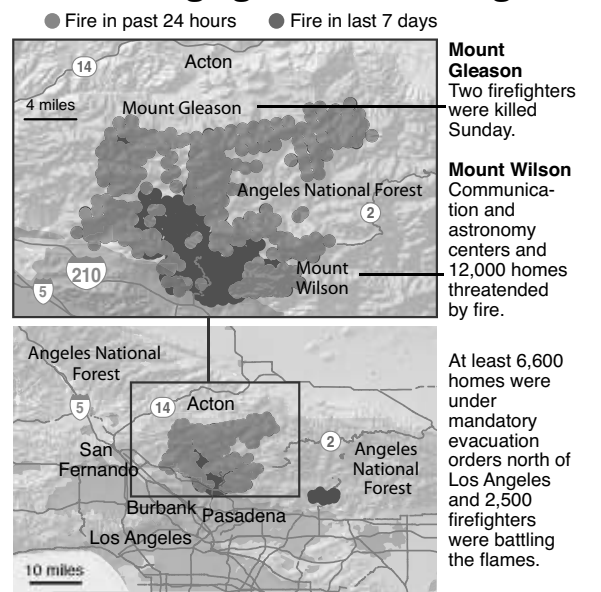 Fire in past 24 hours
Fire in last 7 days
14
Acton
4 miles
Mount Gleason
Angeles National Forest
2
210
5
Mount
Wilson
Mount
Gleason
Two firefighters
were killed
Sunday.
Mount Wilson
Communica-
tion and
astronomy
centers and
12,000 homes
threatended
by fire.
Angeles National
Forest
5
14
Acton
2
San
Fernando
Angeles
National
Forest
Burbank
Pasadena
Los Angeles
10 miles
At least 6,600
homes were
under
mandatory
evacuation
orders north of
Los Angeles
and 2,500
firefighters
were battling
the flames.